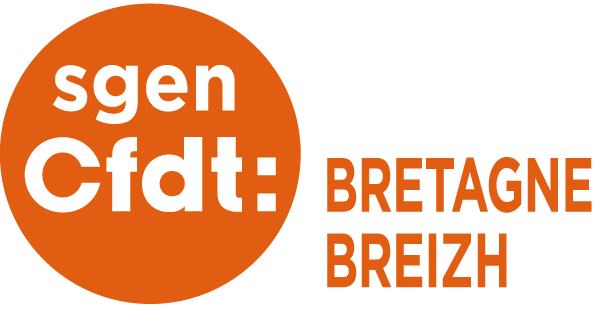 sgen
Cfdt:
BRETAGNE
BREIZH